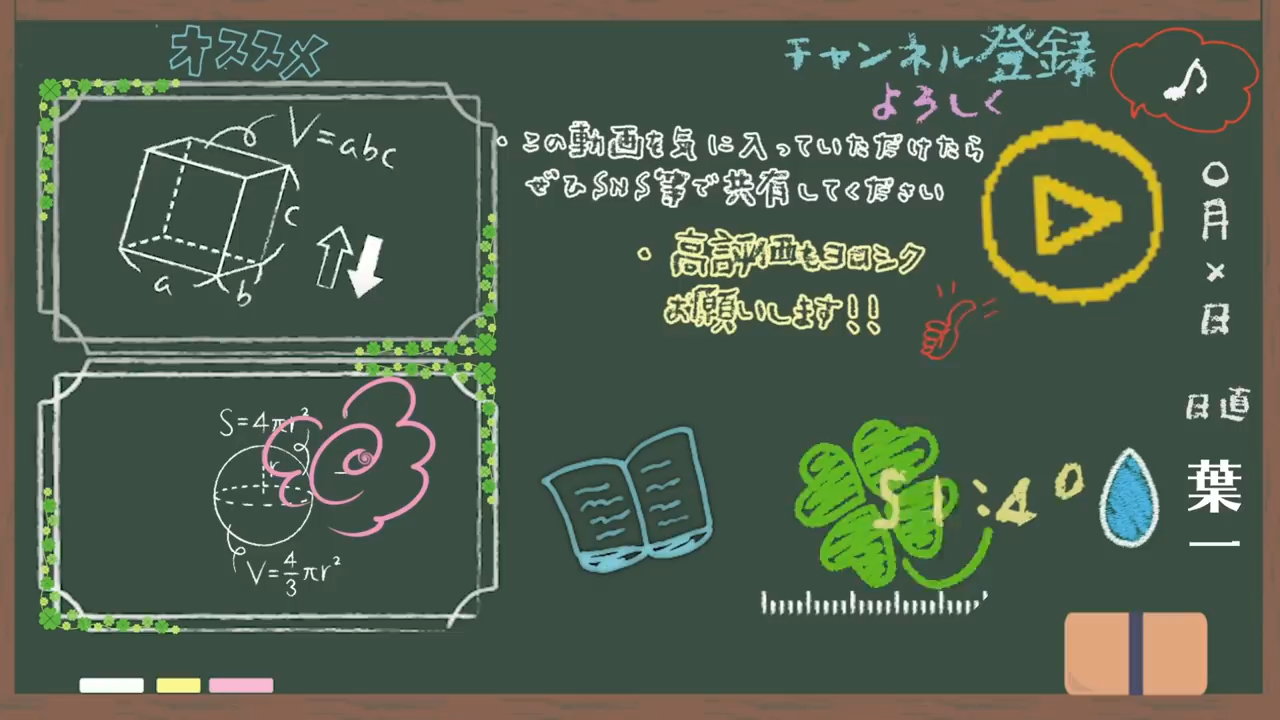 オススメ
V=abc
c
a
b
S=4πr²
r
V=4/3πr²
チャンネル登録
よろしく
・この動画を気に入っていただけたら
ぜひSNS等で共有してください
・高評価もヨロシク
お願いします!!
〇月×日
日直
葉一